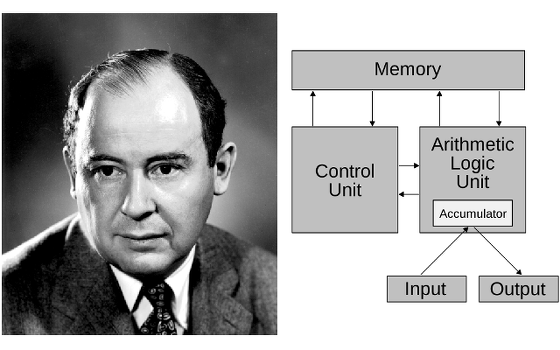 Memory
Control
Unit
Arithmetic
Logic
Unit
Accumulator
Input
Output